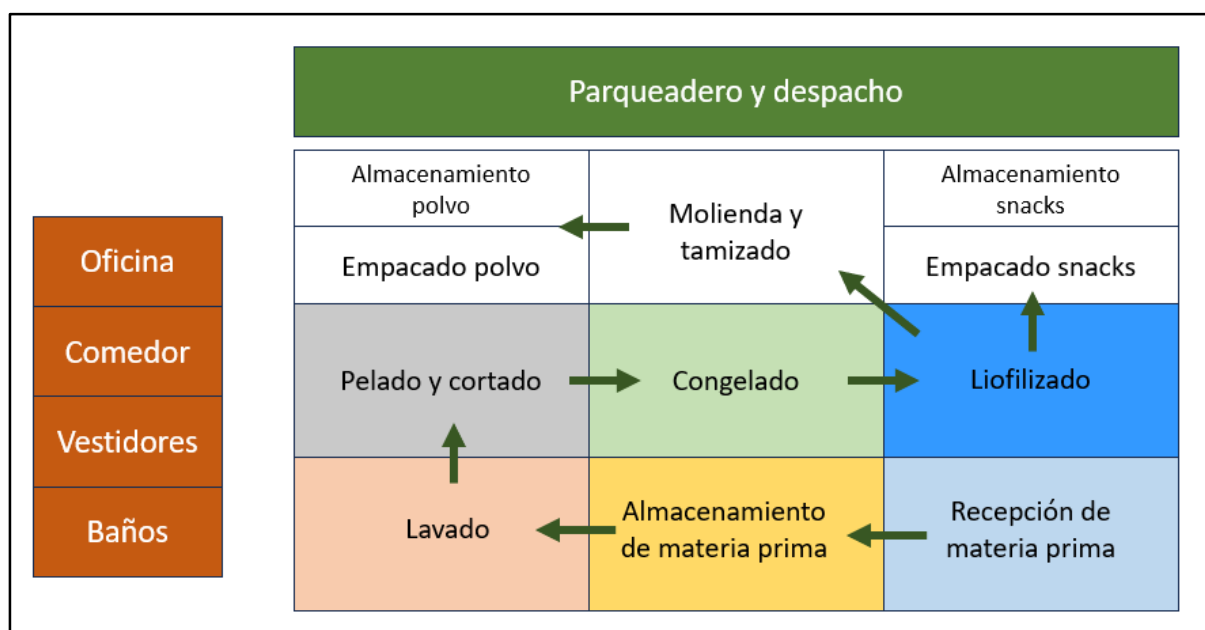 Parqueadero y despacho
Almacenamiento
polvo
Molienda y
tamizado
Almacenamiento
snacks
Empacado polvo
Empacado snacks
Oficina
Comedor
Vestidores
Baños
Pelado y cortado
Congelado
Liofilizado
Lavado
Almacenamiento
de materia prima
Recepción de
materia prima